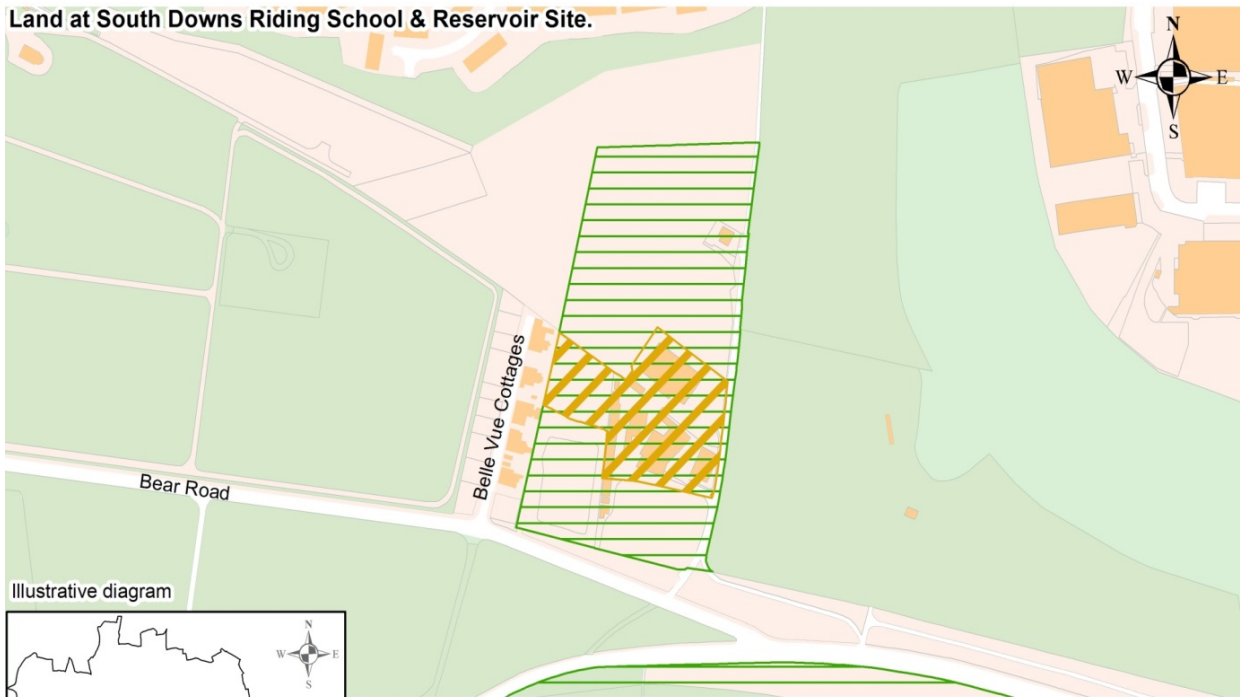 Land at South Downs Riding School & Reservoir Site.
N
W E
S
Belle Vue Cottages
Bear Road
Illustrative diagram
N
W E
S